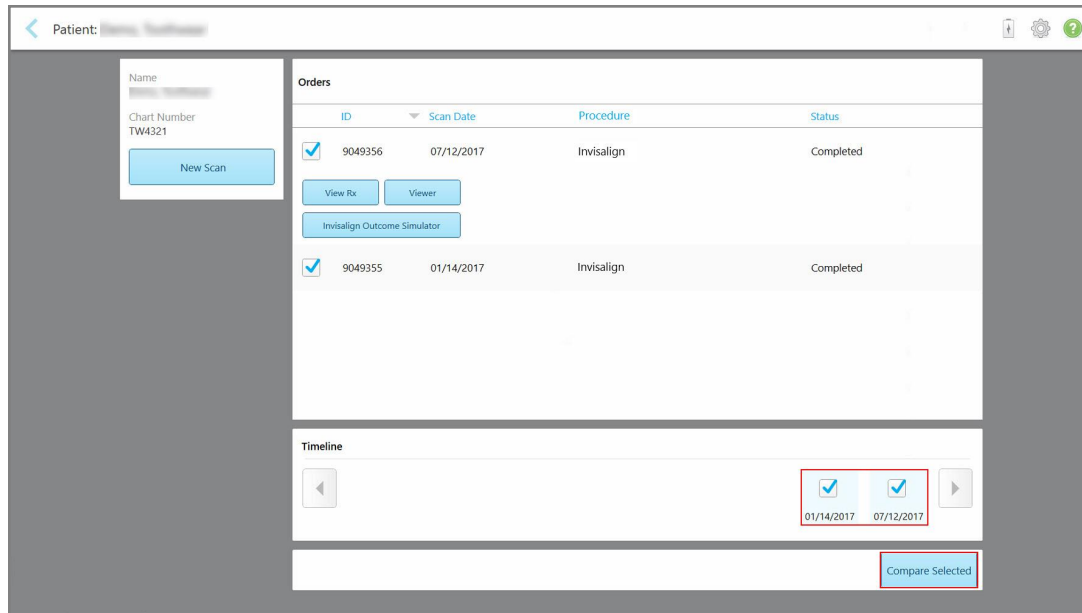 Patient:
?
Name
Chart Number
TW4321
New Scan
Orders
ID Scan Date Procedure Status
9049356 07/12/2017 Invisalign Completed
View Rx Viewer
Invisalign Outcome Simulator
9049355 01/14/2017 Invisalign Completed
Timeline
01/14/2017 07/12/2017
Compare Selected